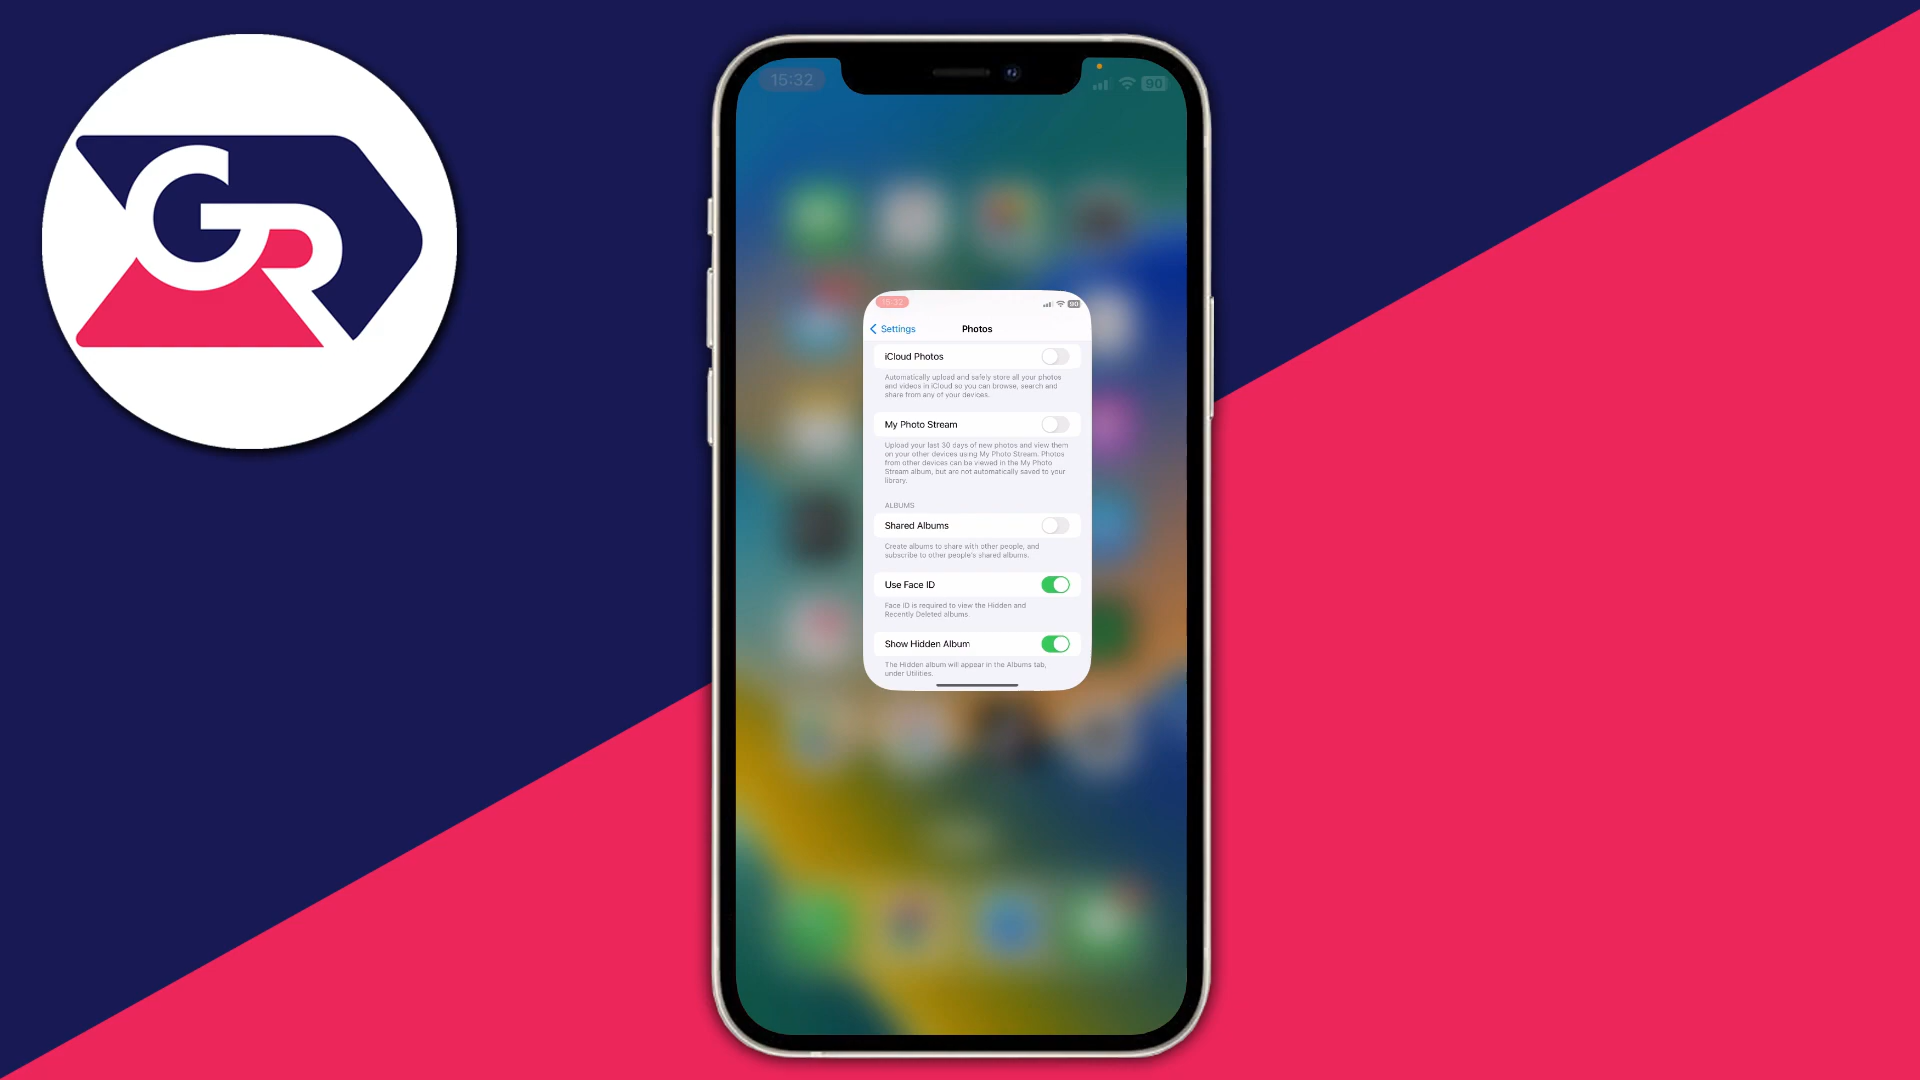 GR
15:32
90
15:32
90
Settings
Photos
iCloud Photos
Automatically upload and safely store all your photos
and videos in iCloud so you can browse, search and
share from any of your devices.
My Photo Stream
Upload your last 30 days of new photos and view them
on your other devices using My Photo Stream. Photos
from other devices can be viewed in the My Photo
Stream album, but are not automatically saved to your
library.
ALBUMS
Shared Albums
Create albums to share with other people, and
subscribe to other people's shared albums.
Use Face ID
Face ID is required to view the Hidden and
Recently Deleted albums.
Show Hidden Album
The Hidden album will appear in the Albums tab,
under Utilities.